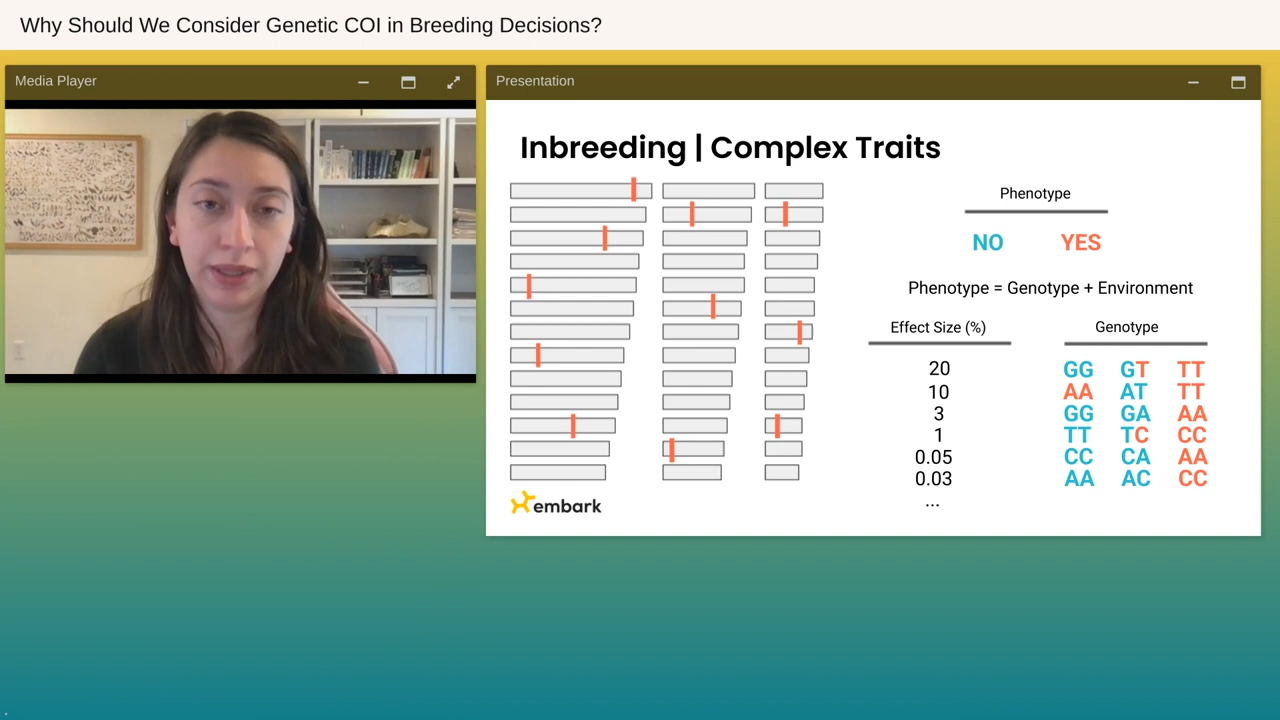 Why Should We Consider Genetic COI in Breeding Decisions?
Media Player
Presentation
Inbreeding | Complex Traits
Phenotype
NO YES
Phenotype = Genotype + Environment
Effect Size (%) Genotype
20 GG GT TT
10 AA AT TT
3 GG GA AA
1 TT TC CC
0.05 CC CA AA
0.03 AA AC CC
...
embark